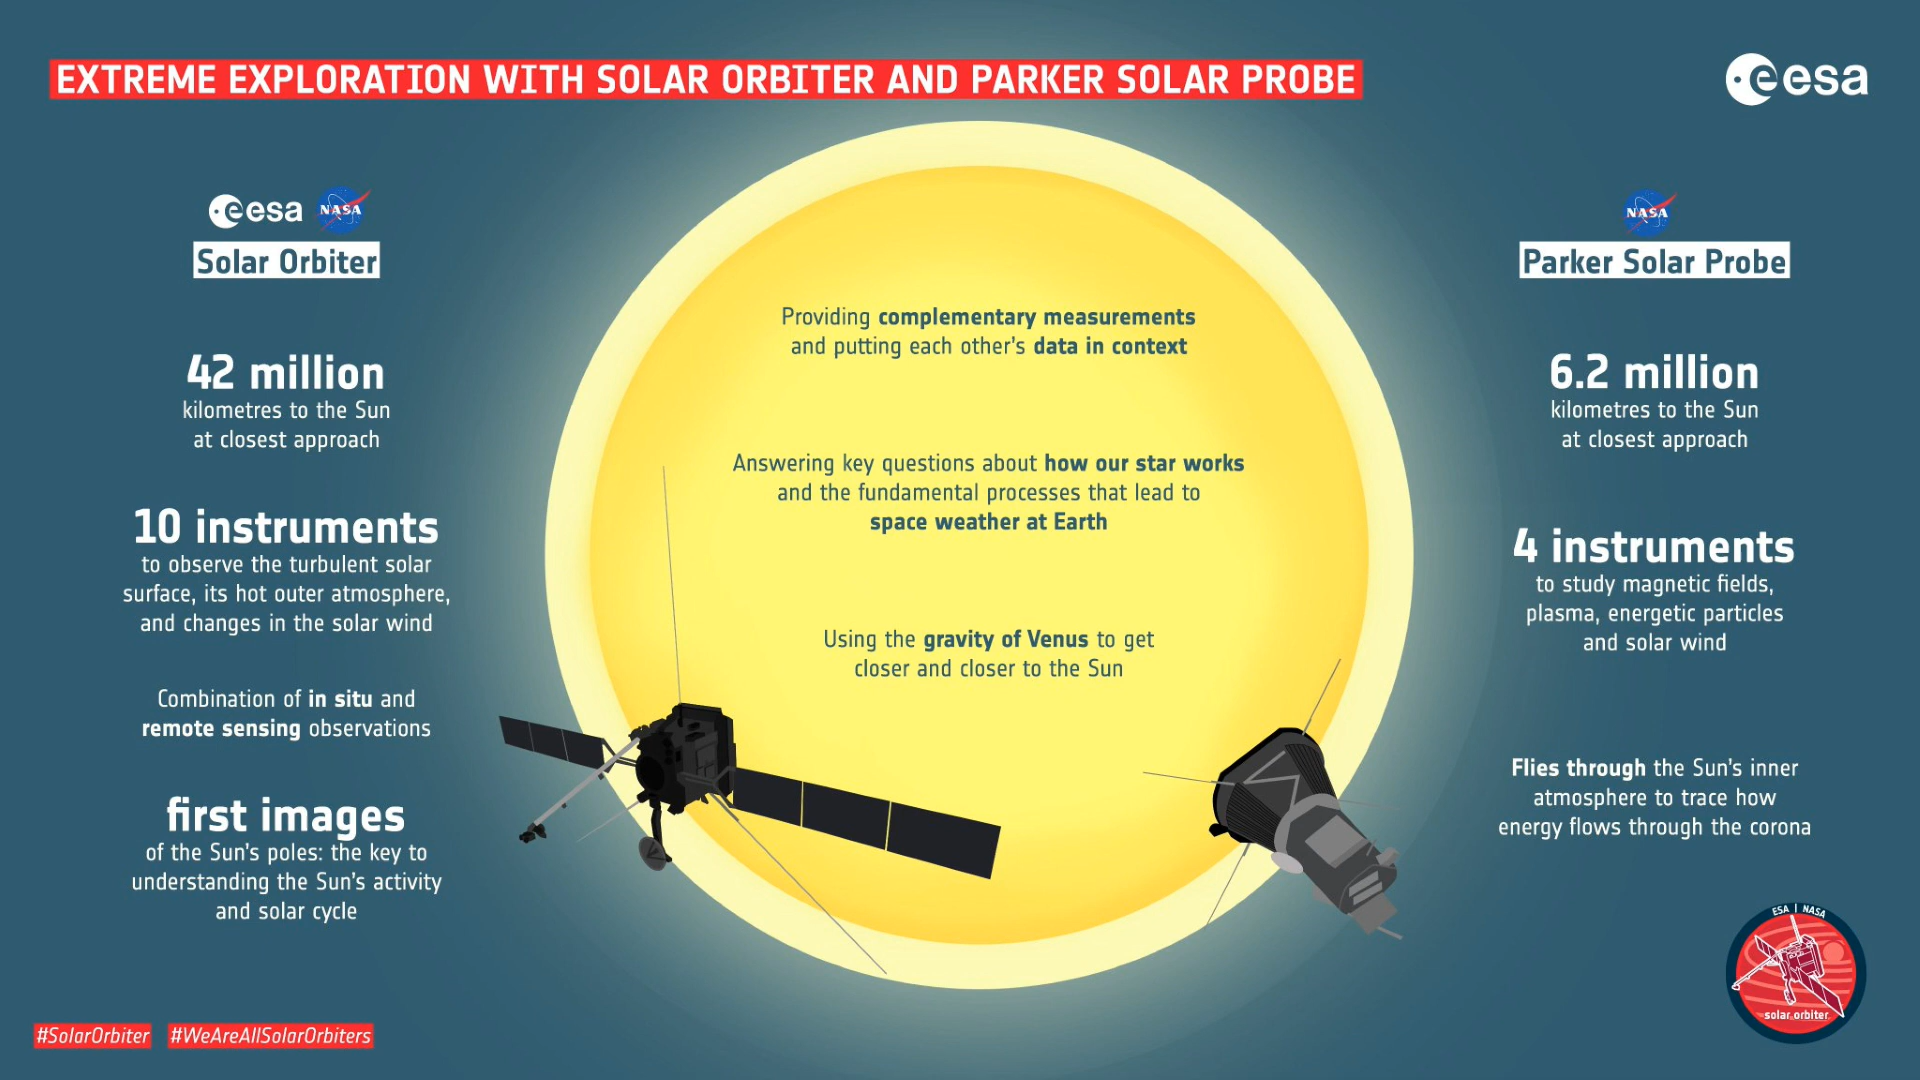 EXTREME EXPLORATION WITH SOLAR ORBITER AND PARKER SOLAR PROBE
esa
esa NASA
Solar Orbiter
42 million
kilometres to the Sun
at closest approach
10 instruments
to observe the turbulent solar
surface, its hot outer atmosphere,
and changes in the solar wind
Combination of in situ and
remote sensing observations
first images
of the Sun's poles: the key to
understanding the Sun's activity
and solar cycle
Providing complementary measurements
and putting each other's data in context
Answering key questions about how our star works
and the fundamental processes that lead to
space weather at Earth
Using the gravity of Venus to get
closer and closer to the Sun
NASA
Parker Solar Probe
6.2 million
kilometres to the Sun
at closest approach
4 instruments
to study magnetic fields,
plasma, energetic particles
and solar wind
Flies through the Sun's inner
atmosphere to trace how
energy flows through the corona
ESA | NASA
solar orbiter
#SolarOrbiter #WeAreAllSolarOrbiters